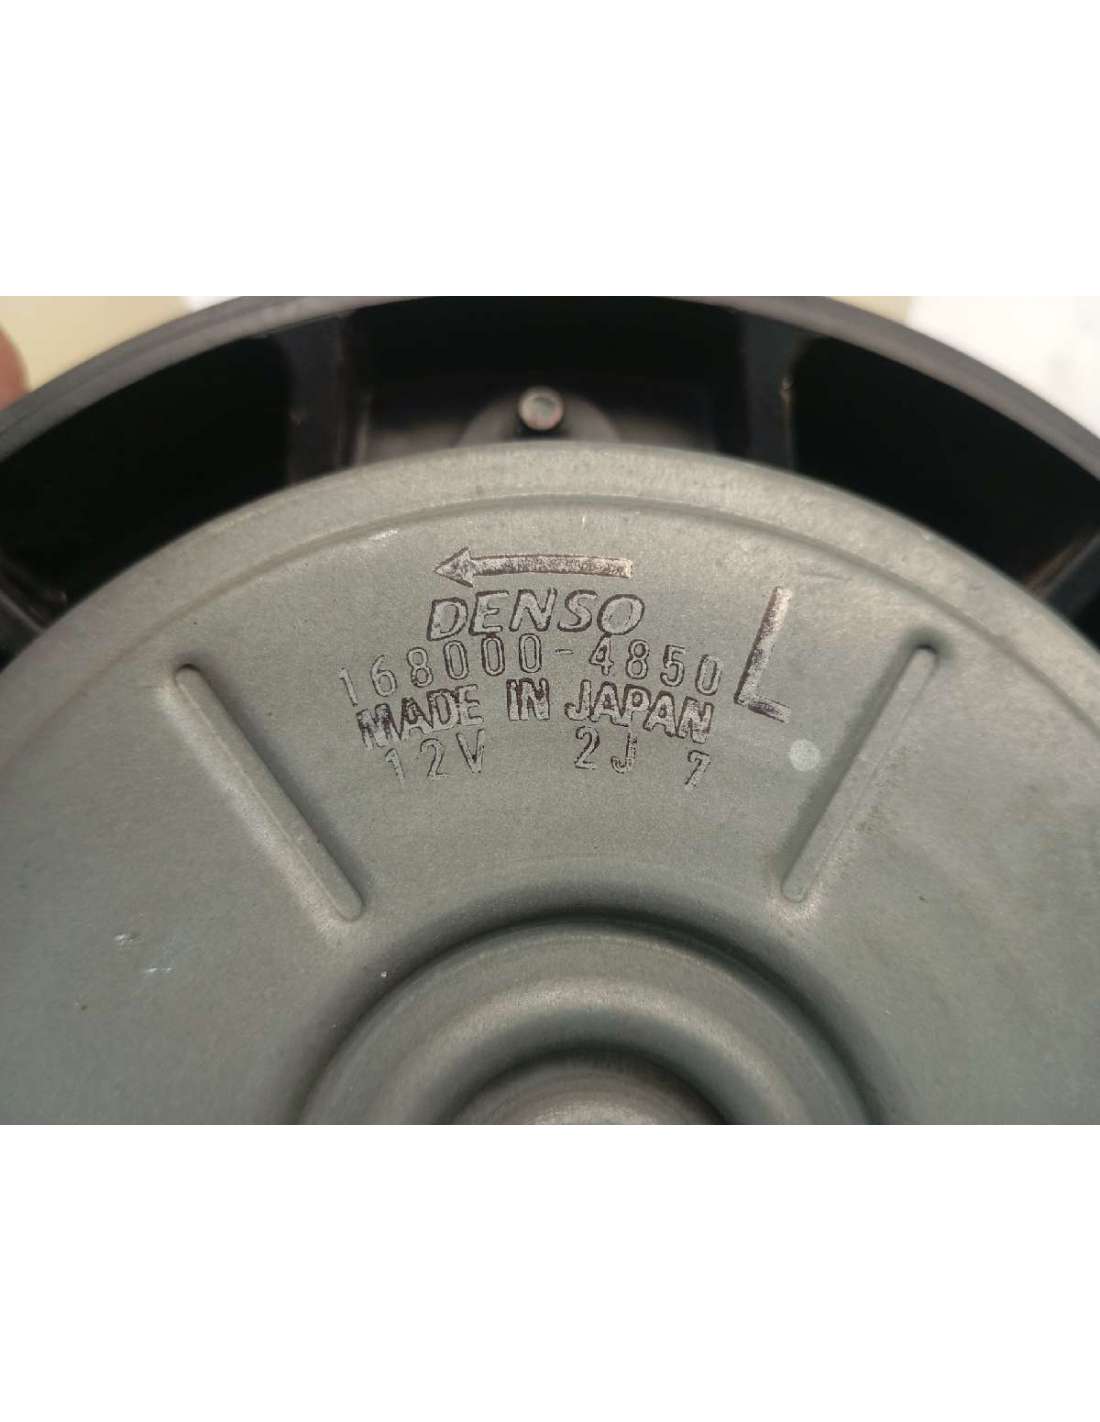 DENSO
168000-4850 L
MADE IN JAPAN
12V 2J 7